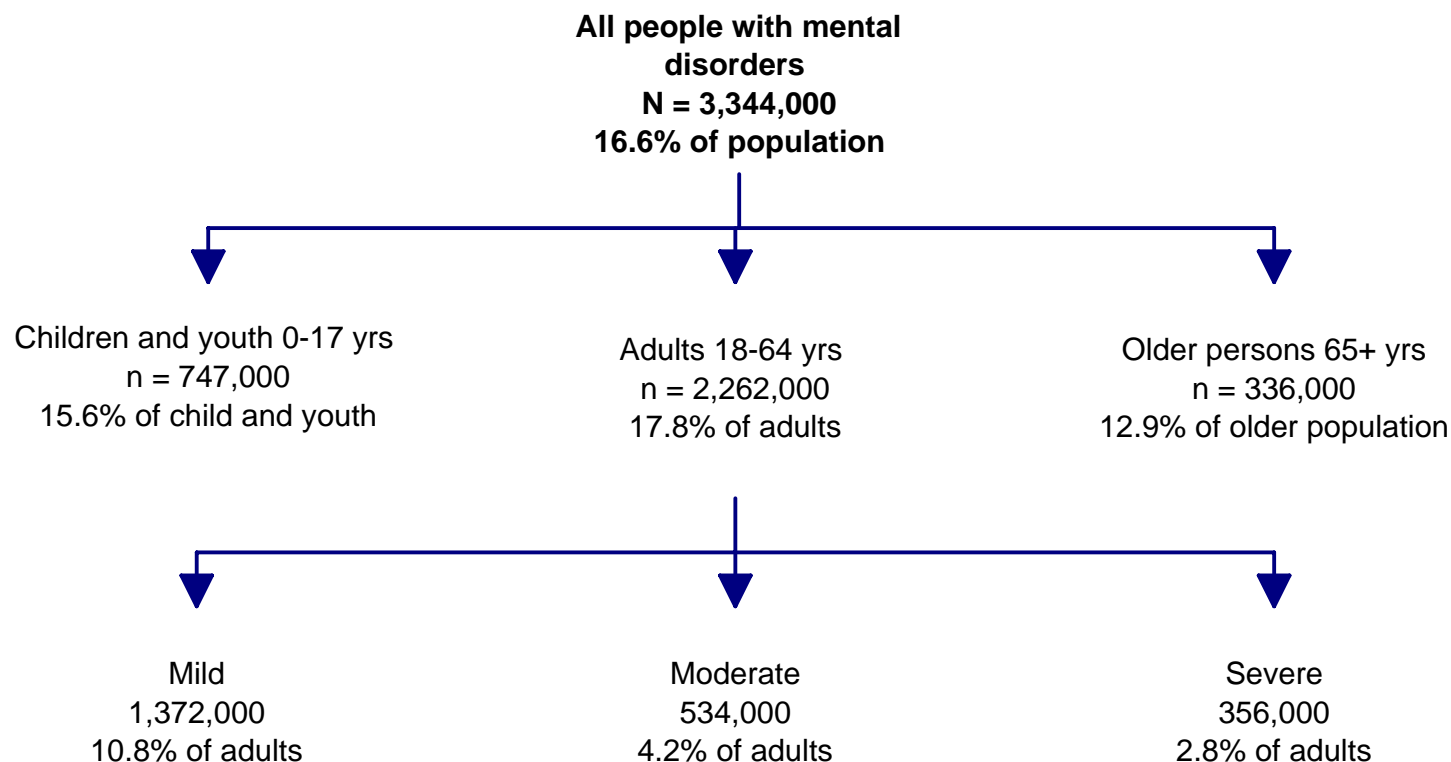 All people with mental
disorders
N = 3,344,000
16.6% of population
Children and youth 0-17 yrs
n = 747,000
15.6% of child and youth
Adults 18-64 yrs
n = 2,262,000
17.8% of adults
Older persons 65+ yrs
n = 336,000
12.9% of older population
Mild
1,372,000
10.8% of adults
Moderate
534,000
4.2% of adults
Severe
356,000
2.8% of adults